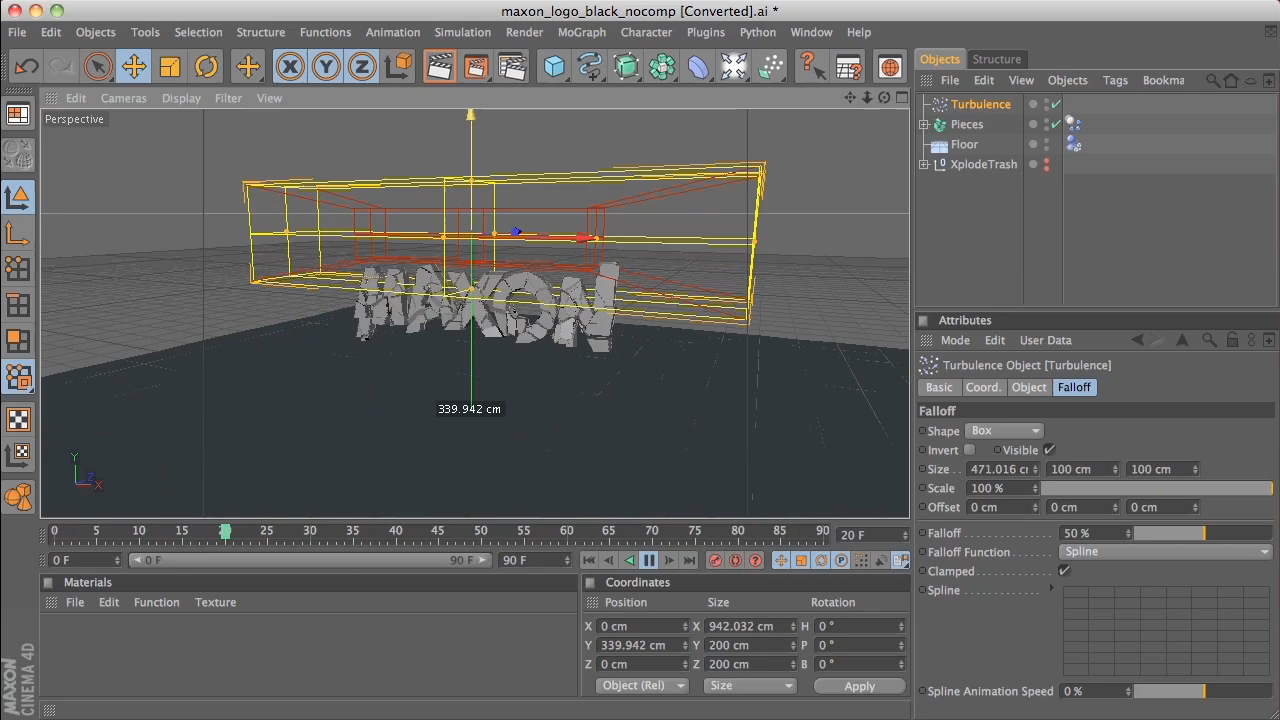 maxon_logo_black_nocomp [Converted].ai *
File Edit Objects Tools Selection Structure Functions Animation Simulation Render MoGraph Character Plugins Python Window Help
X Y Z
Objects Structure
File Edit View Objects Tags Bookma
Edit Cameras Display Filter View
Perspective
Turbulence
Pieces
Floor
XplodeTrash
MAXON
339.942 cm
Y
Z
X
Attributes
Mode Edit User Data
Turbulence Object [Turbulence]
Basic Coord. Object Falloff
Falloff
Shape Box
Invert Visible
Size . . 471.016 cm 100 cm 100 cm
Scale 100 %
Offset 0 cm 0 cm 0 cm
Falloff 50 %
Falloff Function Spline
Clamped
Spline
Spline Animation Speed 0 %
0 5 10 15 25 30 35 40 45 50 55 60 65 70 75 80 85 90 20 F
0 F 0 F 90 F 90 F
Materials
File Edit Function Texture
Coordinates
Position Size Rotation
X 0 cm X 942.032 cm H 0 °
Y 339.942 cm Y 200 cm P 0 °
Z 0 cm Z 200 cm B 0 °
Object (Rel) Size Apply
MAXON
CINEMA 4D